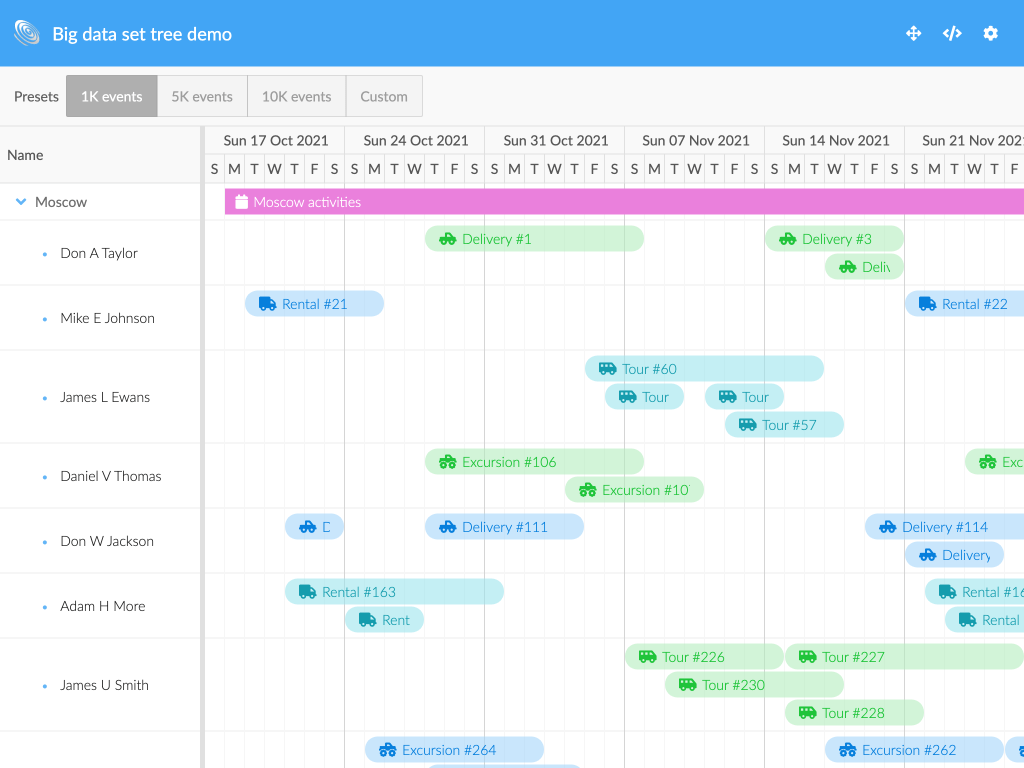 Big data set tree demo
Presets 1K events 5K events 10K events Custom
Name
Sun 17 Oct 2021 Sun 24 Oct 2021 Sun 31 Oct 2021 Sun 07 Nov 2021 Sun 14 Nov 2021 Sun 21 Nov 202
S M T W T F S S M T W T F S S M T W T F S S M T W T F S S M T W T F S S M T W T F
Moscow Moscow activities
Don A Taylor
Delivery #1 Delivery #3
Deliv
Mike E Johnson
Rental #21 Rental #22
James L Ewans
Tour #60
Tour Tour
Tour #57
Daniel V Thomas
Excursion #106 Exc
Excursion #10
Don W Jackson
D Delivery #111 Delivery #114
Delivery
Adam H More
Rental #163 Rental #16
Rent Rental
James U Smith
Tour #226 Tour #227
Tour #230
Tour #228
Excursion #264 Excursion #262